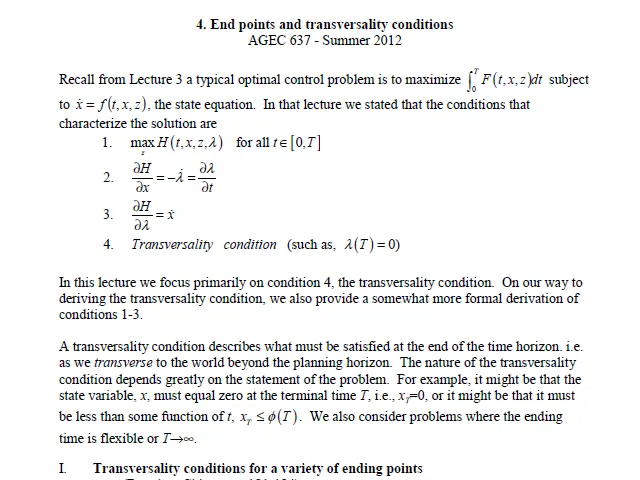 4. End points and transversality conditions
AGEC 637 - Summer 2012
Recall from Lecture 3 a typical optimal control problem is to maximize ∫₀ᵀ F(t,x,z)dt subject
to ẋ = f(t,x,z), the state equation. In that lecture we stated that the conditions that
characterize the solution are
1. max_z H(t,x,z,λ) for all t∈[0,T]
2. ∂H/∂x = -λ̇ = ∂λ/∂t
3. ∂H/∂λ = ẋ
4. Transversality condition (such as, λ(T)=0)
In this lecture we focus primarily on condition 4, the transversality condition. On our way to
deriving the transversality condition, we also provide a somewhat more formal derivation of
conditions 1-3.
A transversality condition describes what must be satisfied at the end of the time horizon. i.e.
as we transverse to the world beyond the planning horizon. The nature of the transversality
condition depends greatly on the statement of the problem. For example, it might be that the
state variable, x, must equal zero at the terminal time T, i.e., x_T=0, or it might be that it must
be less than some function of t, x_T ≤ ϕ(T). We also consider problems where the ending
time is flexible or T→∞.
I. Transversality conditions for a variety of ending points